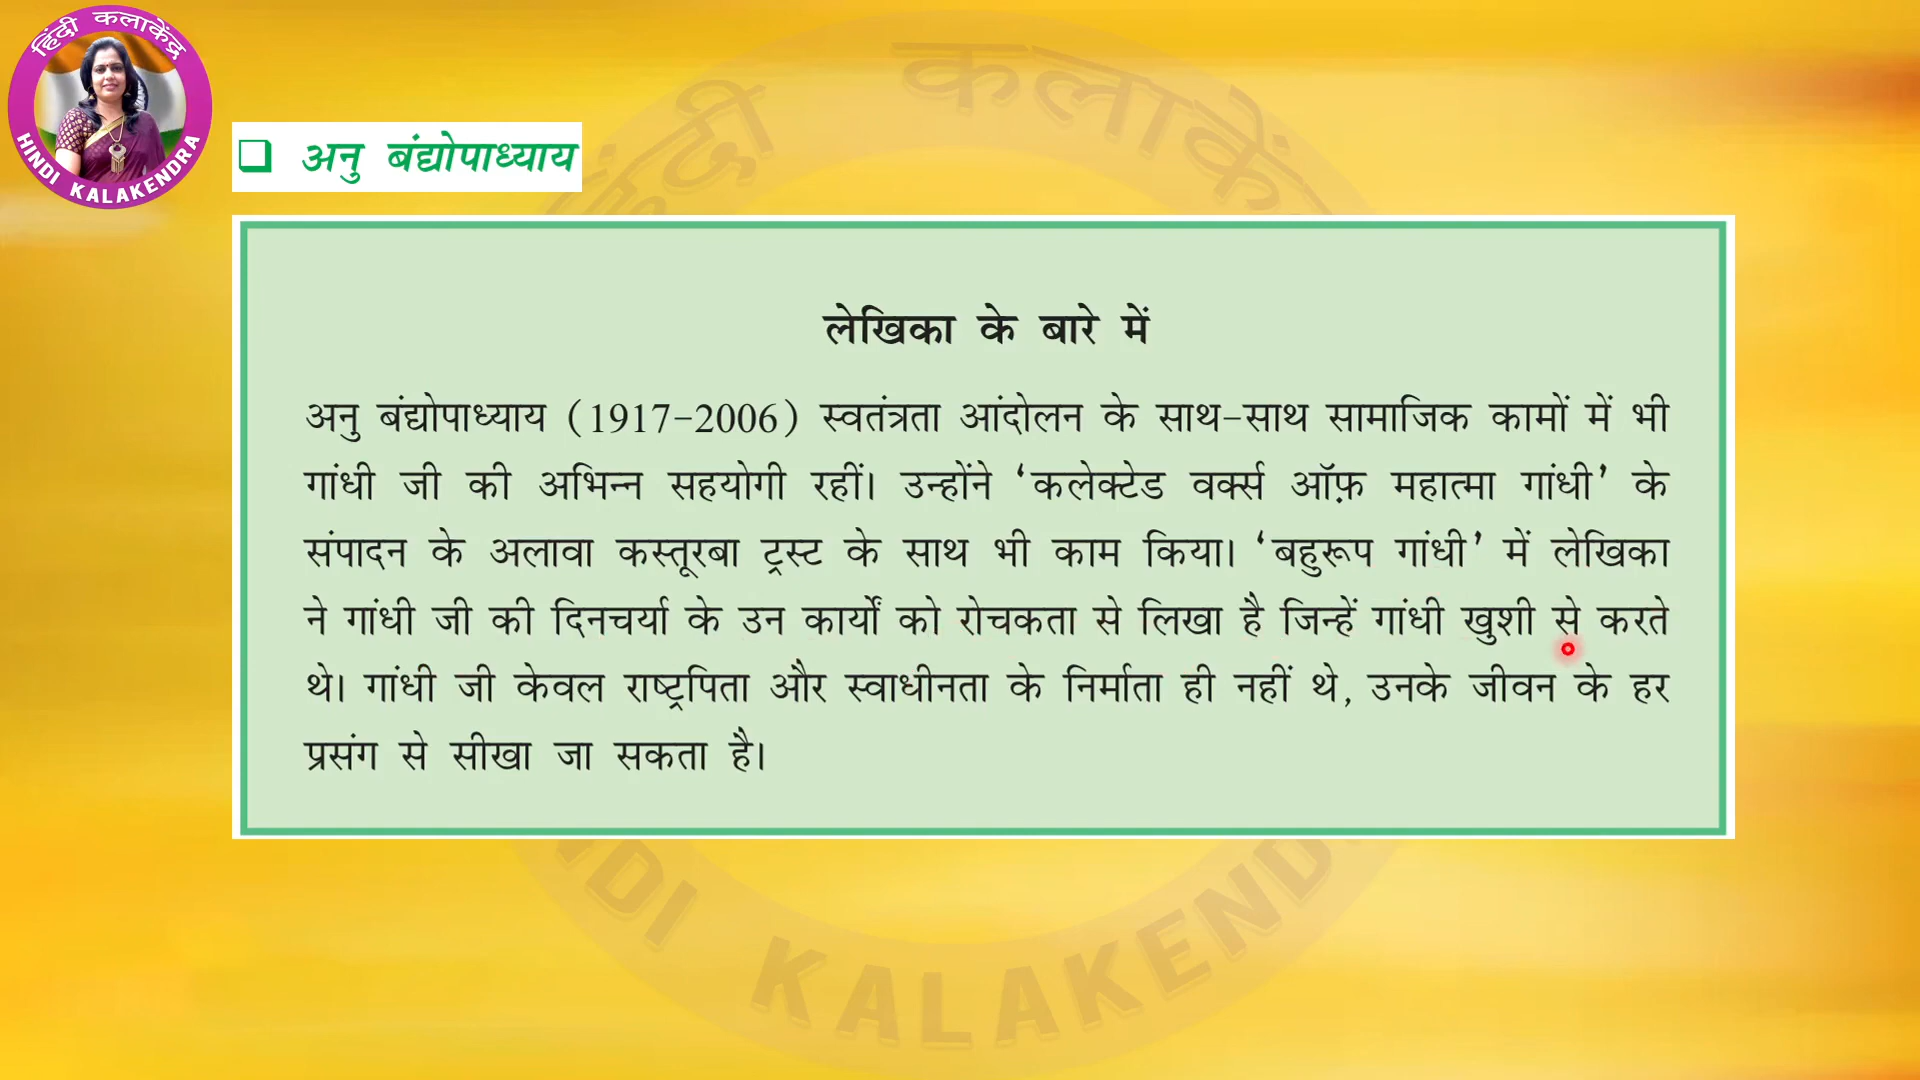 हिंदी कलाकेंद्र
HINDI KALAKENDRA
हिंदी कलाकेंद्र
अनु बंद्योपाध्याय
लेखिका के बारे में
अनु बंद्योपाध्याय (1917-2006) स्वतंत्रता आंदोलन के साथ-साथ सामाजिक कामों में भी
गांधी जी की अभिन्न सहयोगी रहीं। उन्होंने ‘कलेक्टेड वर्क्स ऑफ़ महात्मा गांधी’ के
संपादन के अलावा कस्तूरबा ट्रस्ट के साथ भी काम किया। ‘बहुरूप गांधी’ में लेखिका
ने गांधी जी की दिनचर्या के उन कार्यों को रोचकता से लिखा है जिन्हें गांधी खुशी से करते
थे। गांधी जी केवल राष्ट्रपिता और स्वाधीनता के निर्माता ही नहीं थे, उनके जीवन के हर
प्रसंग से सीखा जा सकता है।
KALAKENDRA